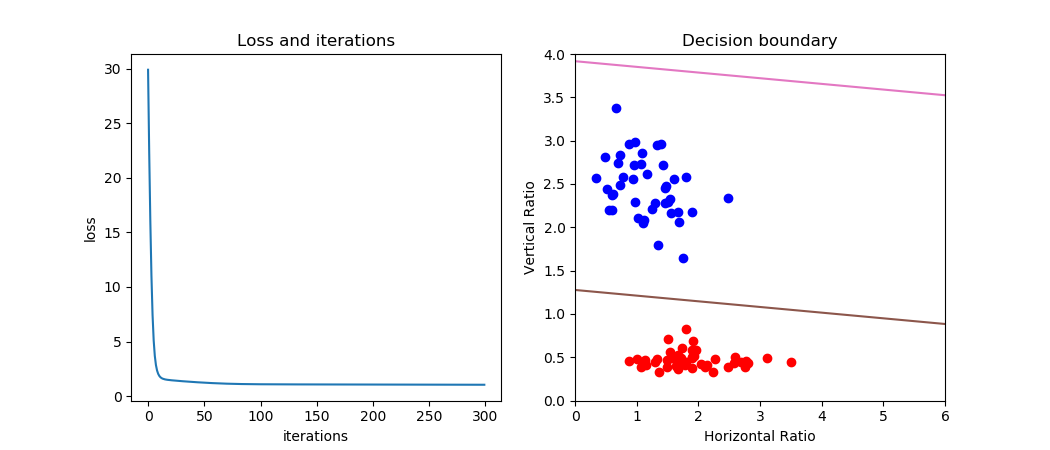 Loss and iterations
30
25
20
15
10
5
0
loss
0 50 100 150 200 250 300
iterations
Decision boundary
4.0
3.5
3.0
2.5
2.0
1.5
1.0
0.5
0.0
Vertical Ratio
0 1 2 3 4 5 6
Horizontal Ratio